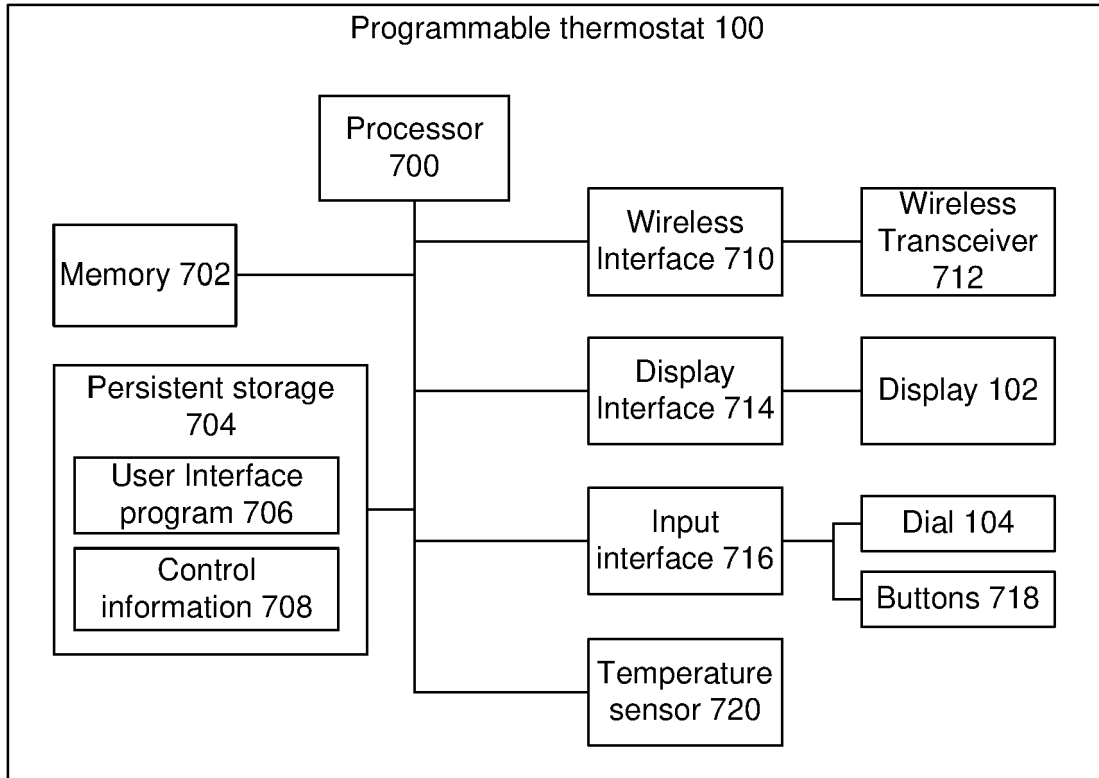 Programmable thermostat 100
Processor
700
Memory 702
Persistent storage
704
User Interface
program 706
Control
information 708
Wireless
Interface 710
Wireless
Transceiver
712
Display
Interface 714
Display 102
Input
interface 716
Dial 104
Buttons 718
Temperature
sensor 720